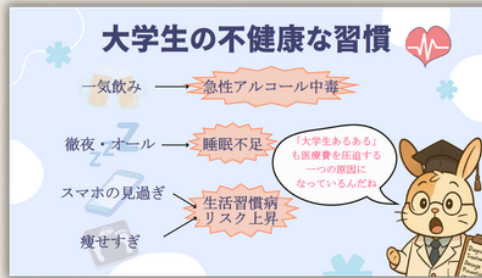 大学生の不健康な習慣
一気飲み
急性アルコール中毒
徹夜・オール
睡眠不足
スマホの見過ぎ
生活習慣病
リスク上昇
痩せすぎ
「大学生あるある」
も医療費を圧迫する
一つの原因に
なっているんだね